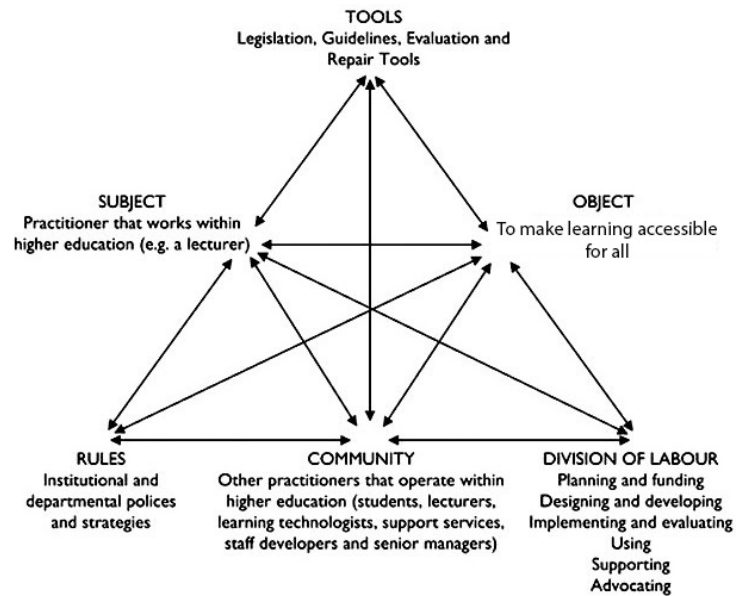 TOOLS
Legislation, Guidelines, Evaluation and
Repair Tools
SUBJECT
Practitioner that works within
higher education (e.g. a lecturer)
OBJECT
To make learning accessible
for all
RULES
Institutional and
departmental polices
and strategies
COMMUNITY
Other practitioners that operate within
higher education (students, lecturers,
learning technologists, support services,
staff developers and senior managers)
DIVISION OF LABOUR
Planning and funding
Designing and developing
Implementing and evaluating
Using
Supporting
Advocating